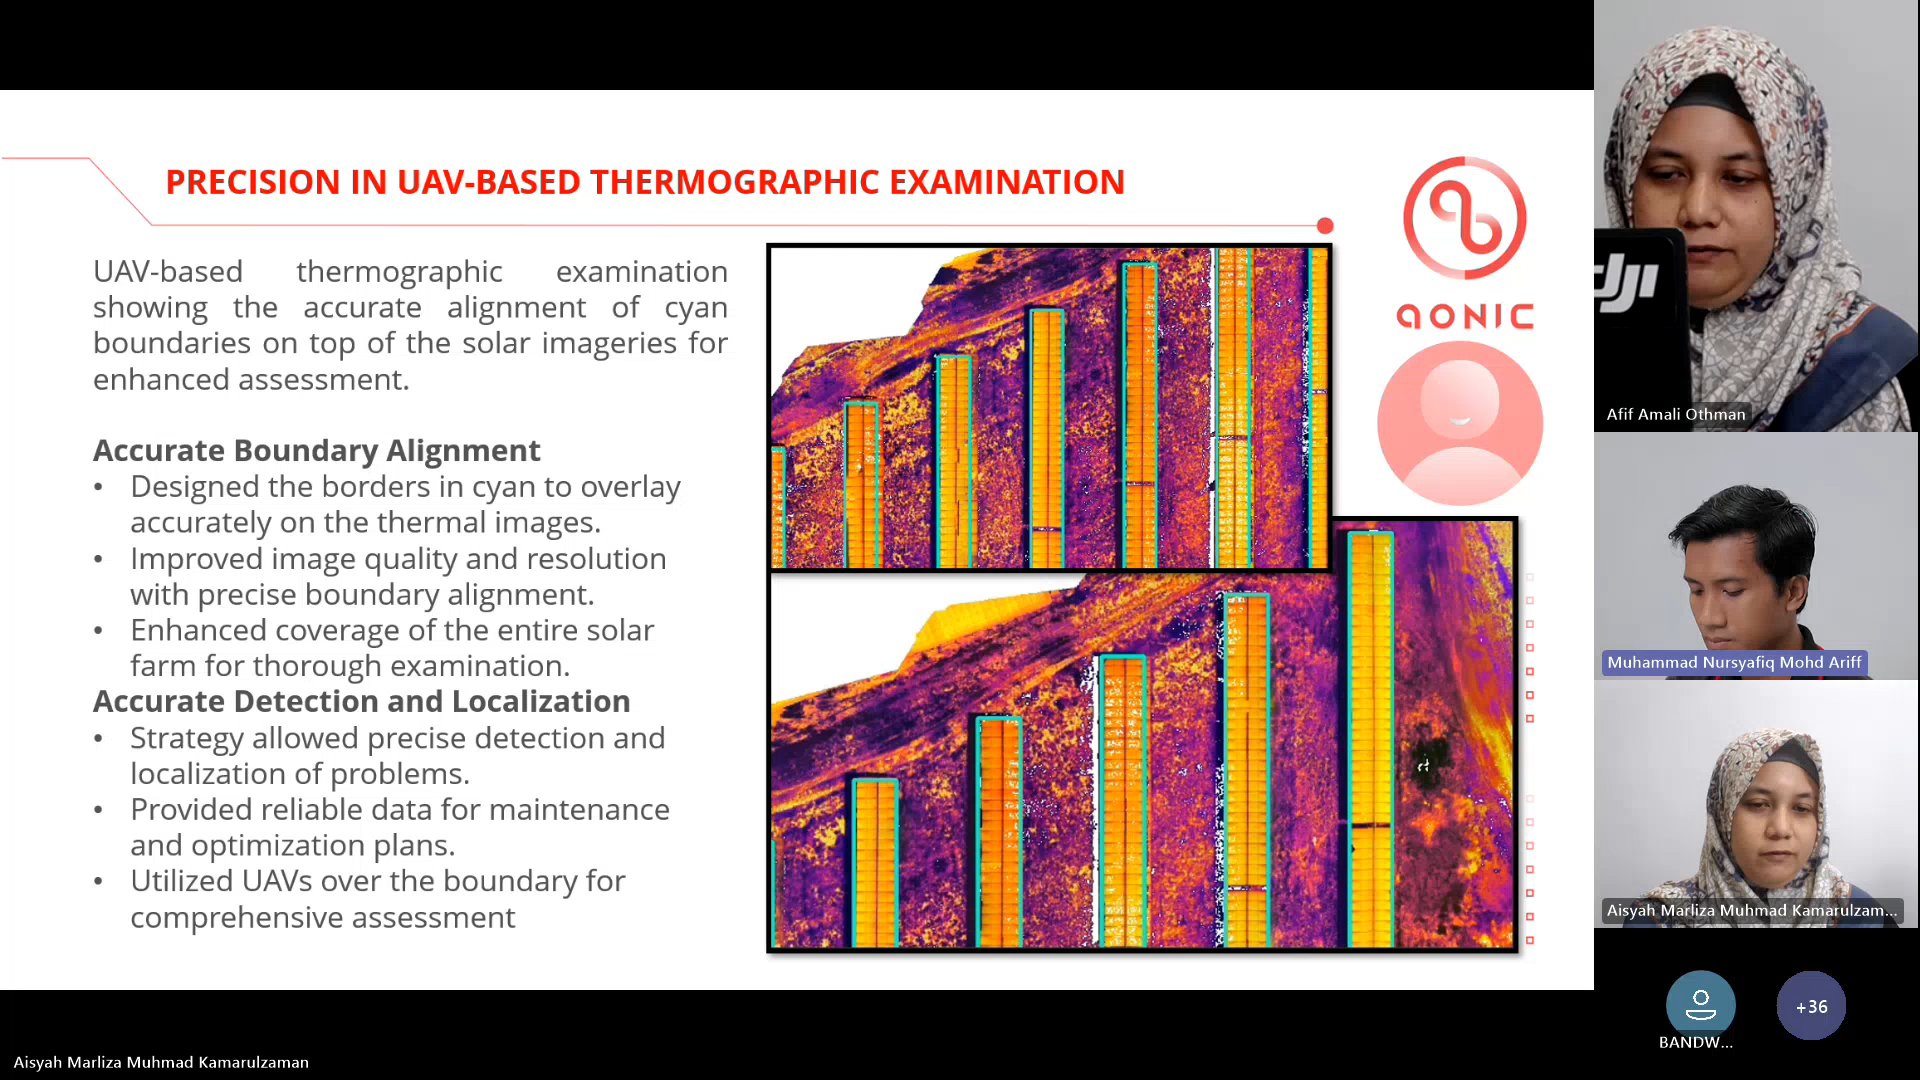 PRECISION IN UAV-BASED THERMOGRAPHIC EXAMINATION
UAV-based thermographic examination
showing the accurate alignment of cyan
boundaries on top of the solar imageries for
enhanced assessment.
Accurate Boundary Alignment
• Designed the borders in cyan to overlay
accurately on the thermal images.
• Improved image quality and resolution
with precise boundary alignment.
• Enhanced coverage of the entire solar
farm for thorough examination.
Accurate Detection and Localization
• Strategy allowed precise detection and
localization of problems.
• Provided reliable data for maintenance
and optimization plans.
• Utilized UAVs over the boundary for
comprehensive assessment
aonic
dji
Afif Amali Othman
Muhammad Nursyafiq Mohd Ariff
Aisyah Marliza Muhmad Kamarulzam...
BANDW...
+36
Aisyah Marliza Muhmad Kamarulzaman